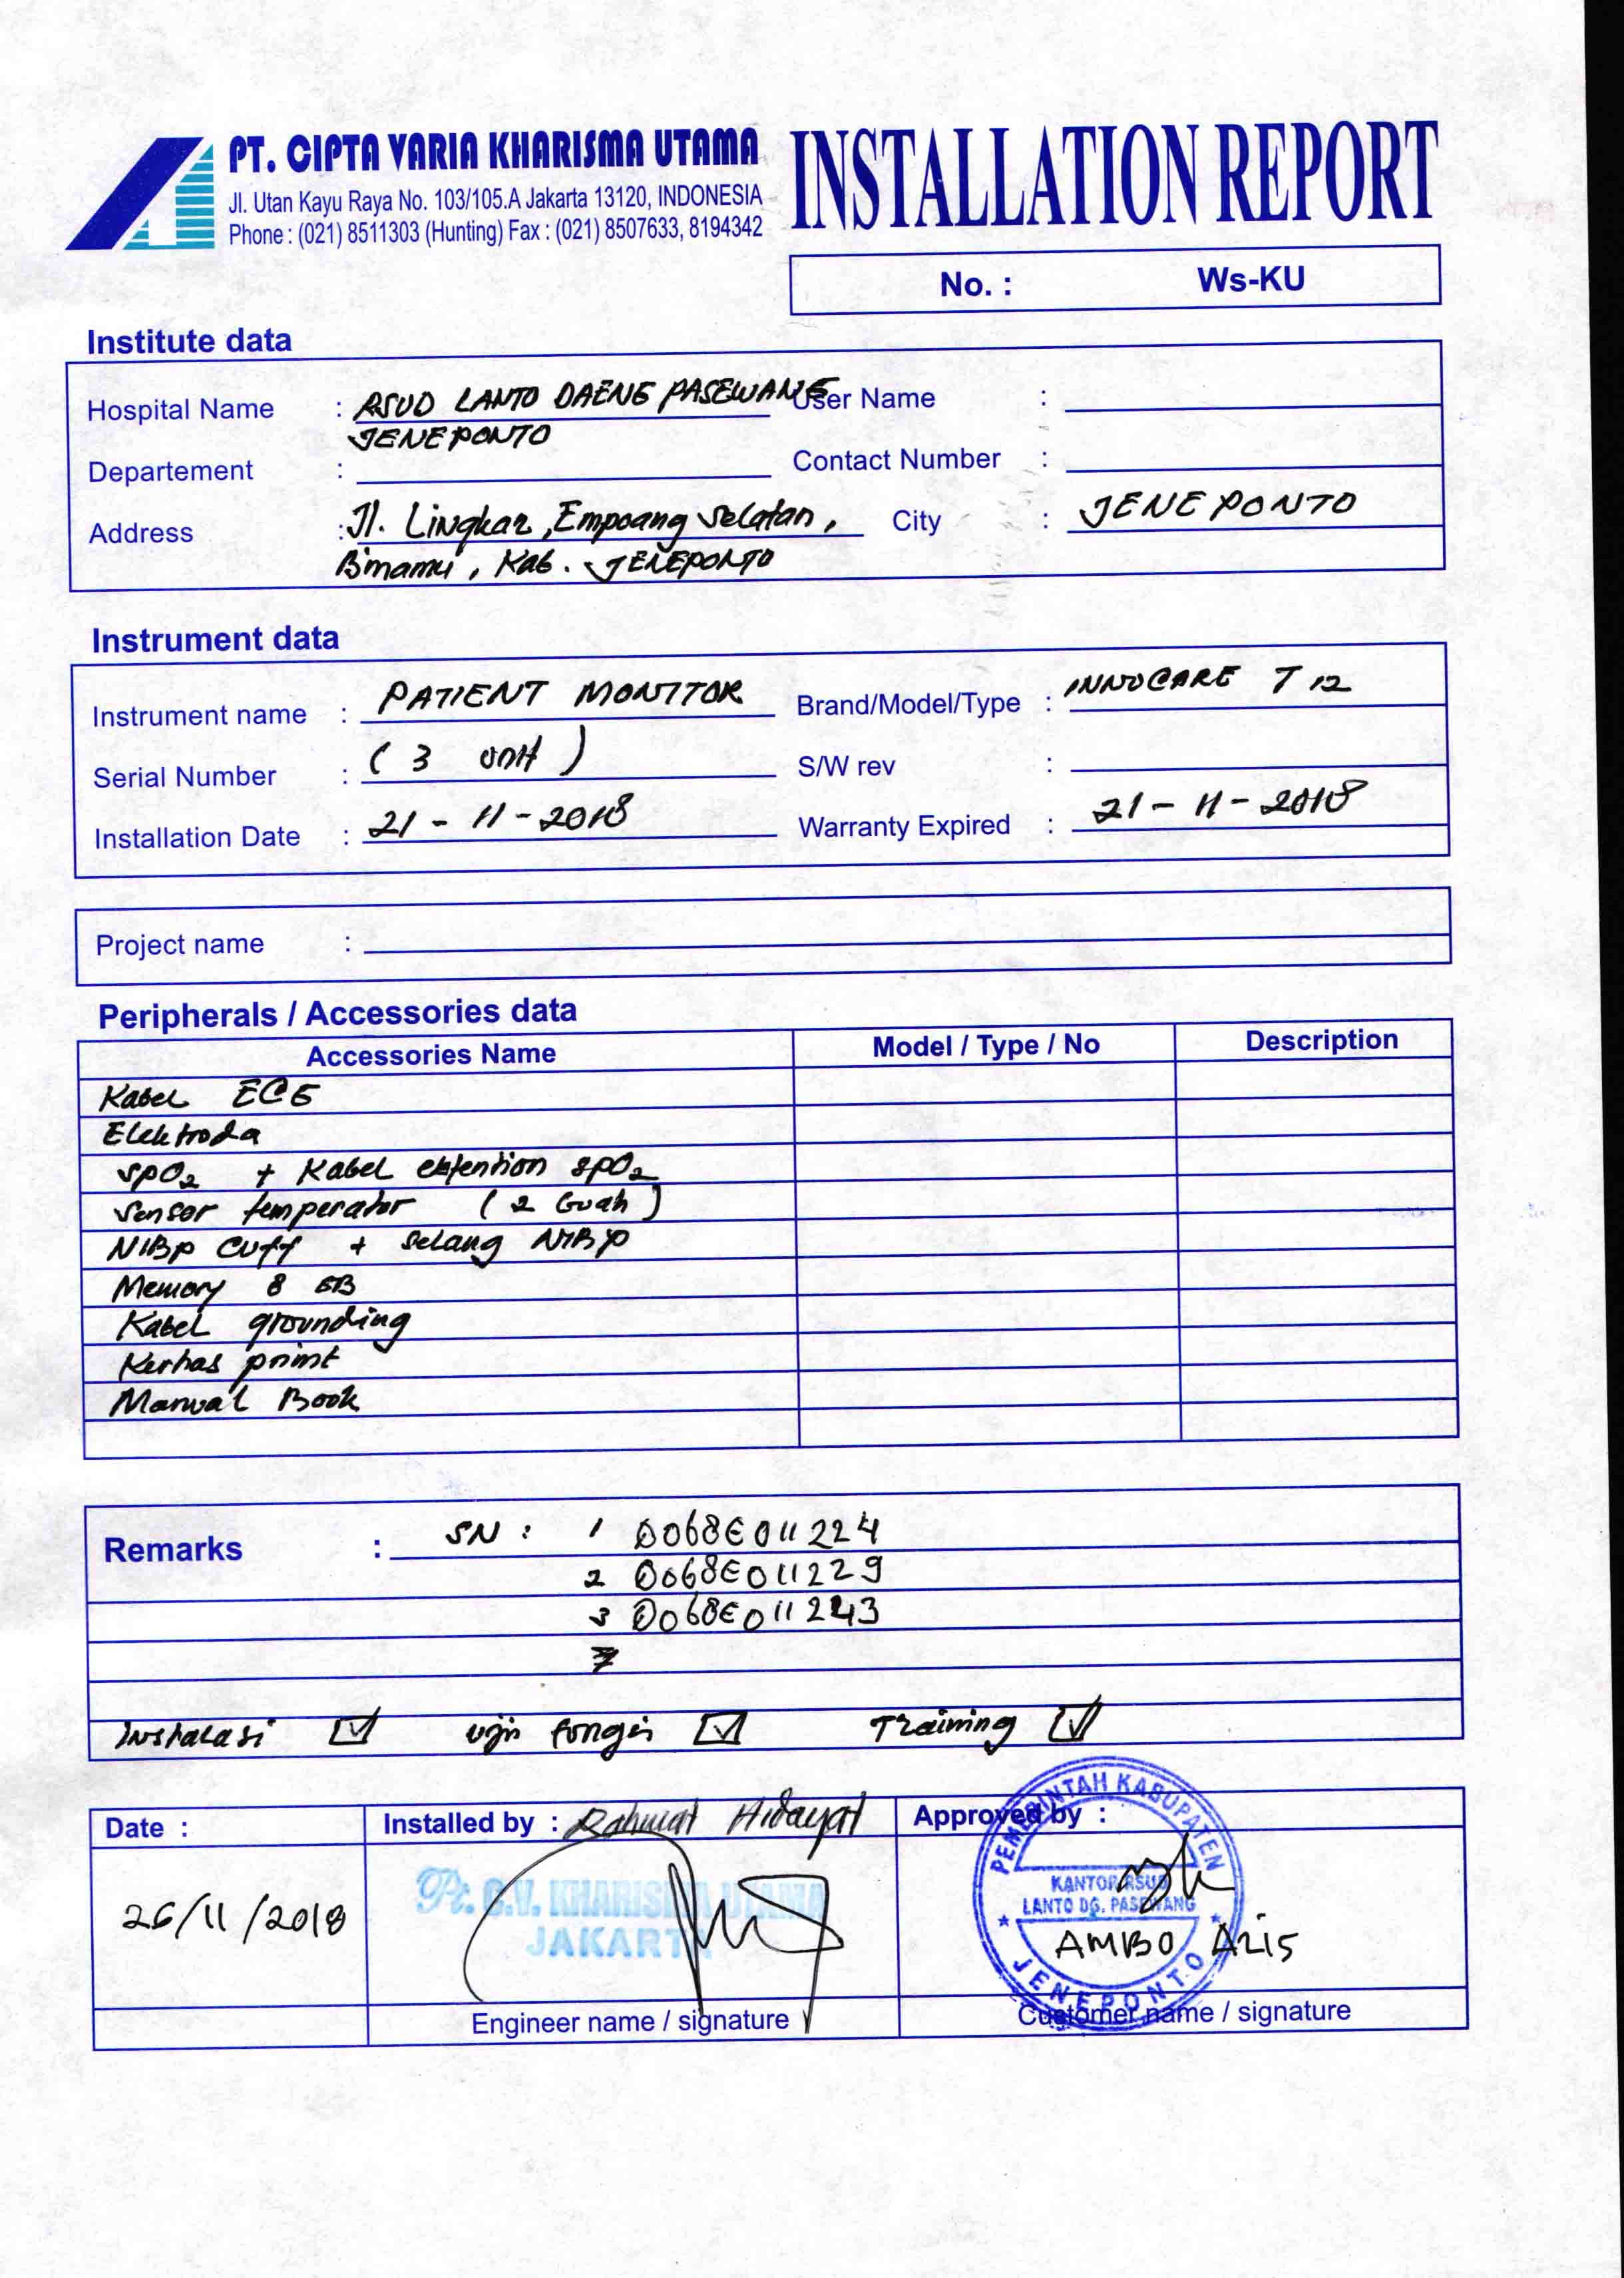 PT. CIPTA VARIA KHARISMA UTAMA
Jl. Utan Kayu Raya No. 103/105.A Jakarta 13120, INDONESIA
Phone : (021) 8511303 (Hunting) Fax : (021) 8507633, 8194342
INSTALLATION REPORT
No. : Ws-KU
Institute data
Hospital Name : RSUD LANTO DAENG PASEWANG User Name :
JENEPONTO
Departement : Contact Number :
Address : Jl. Lingkar, Empoang Selatan, City : JENEPONTO
Binamu, Kab. JENEPONTO
Instrument data
Instrument name : PATIENT MONITOR Brand/Model/Type : INNOCARE T 12
Serial Number : ( 3 unit ) S/W rev :
Installation Date : 21 - 11 - 2018 Warranty Expired : 21 - 11 - 2018
Project name :
Peripherals / Accessories data
Accessories Name Model / Type / No Description
Kabel ECG
Elektroda
SPO2 + Kabel extention SPO2
Sensor temperator ( 2 buah )
NIBP Cuff + Selang NIBP
Memory 8 GB
Kabel grounding
Kertas print
Manual Book
Remarks : SN : 1 D068E011224
2 D068E011229
3 D068E011243
Instalasi ☑ uji fungsi ☑ Training ☑
Date : Installed by : Rahmat Hidayat Approved by :
26/11/2018
Pt. C.V. KHARISMA UTAMA
JAKARTA
PEMERINTAH KABUPATEN
KANTOR RSUD
LANTO DG. PASEWANG
JENEPONTO
AMBO AZIS
Engineer name / signature Customer name / signature